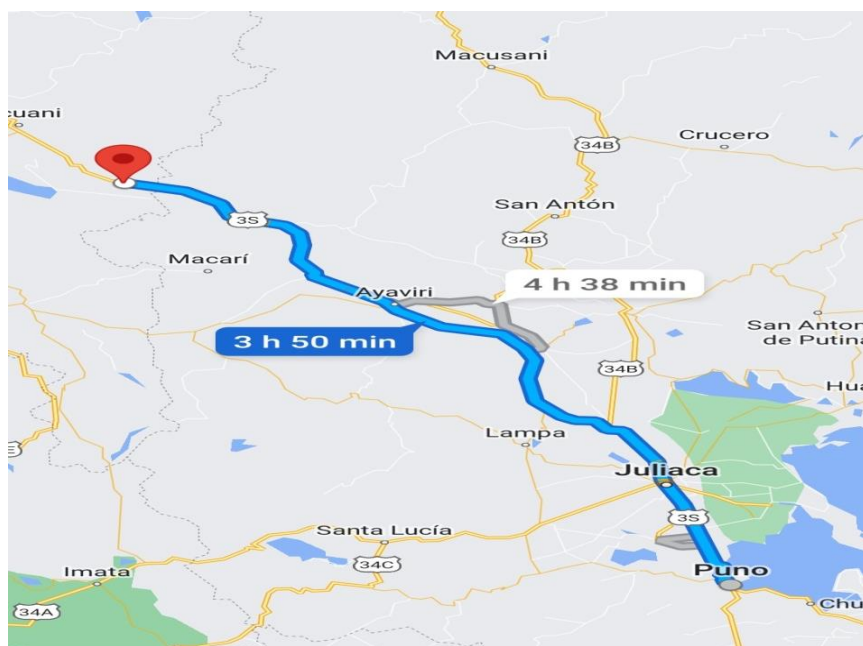 Macusani
cuani
34B
Crucero
San Antón
3S
34B
Macarí
4 h 38 min
Ayaviri
San Anton
de Putina
3 h 50 min
34B
Hua
Lampa
E
Juliaca
3S
Santa Lucía
34C
Imata
Puno
34A
Chu